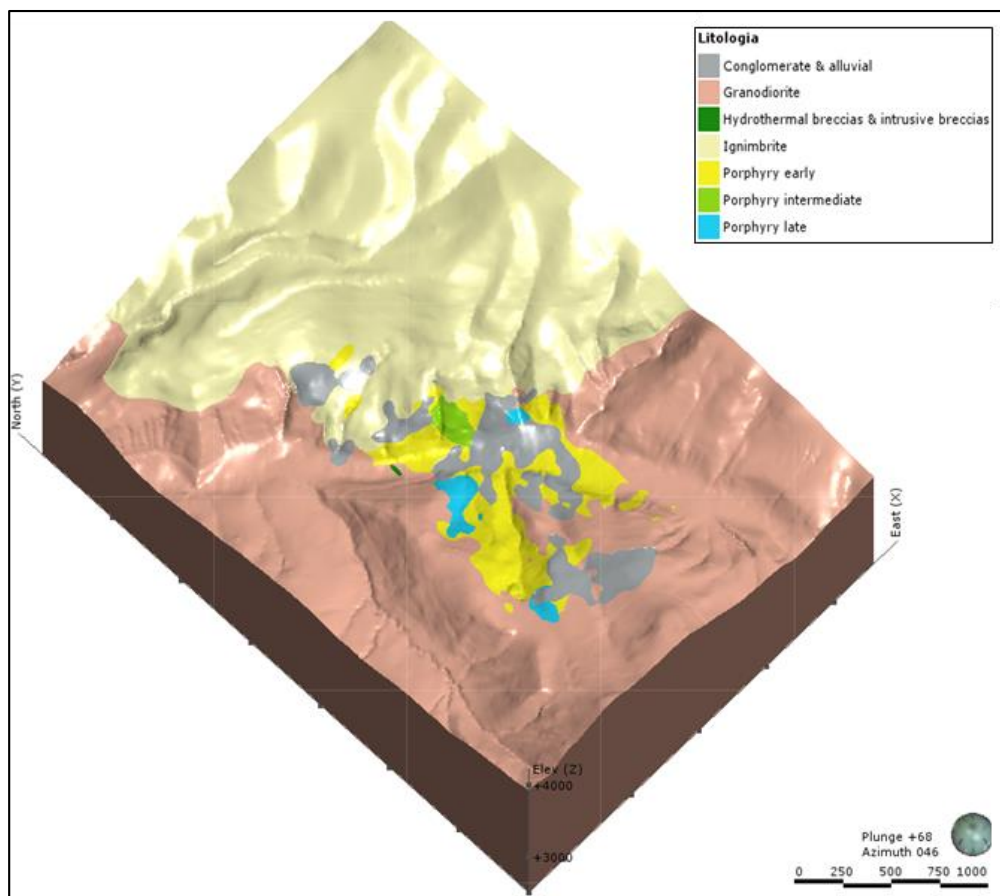 Litologia
Conglomerate & alluvial
Granodiorite
Hydrothermal breccias & intrusive breccias
Ignimbrite
Porphyry early
Porphyry intermediate
Porphyry late
North (Y)
East (X)
Elev (Z)
+4000
+3000
Plunge +68
Azimuth 046
0 250 500 750 1000